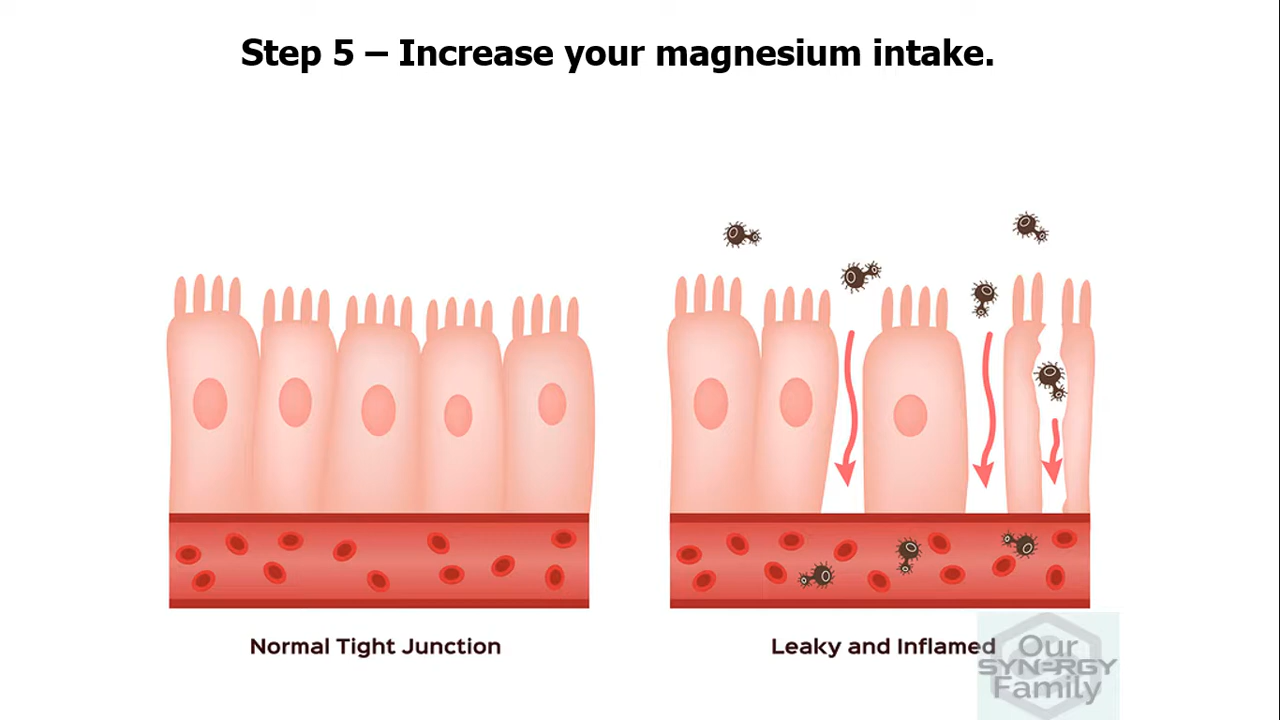 Step 5 – Increase your magnesium intake.
Normal Tight Junction
Leaky and Inflamed
Our
SYNERGY
Family